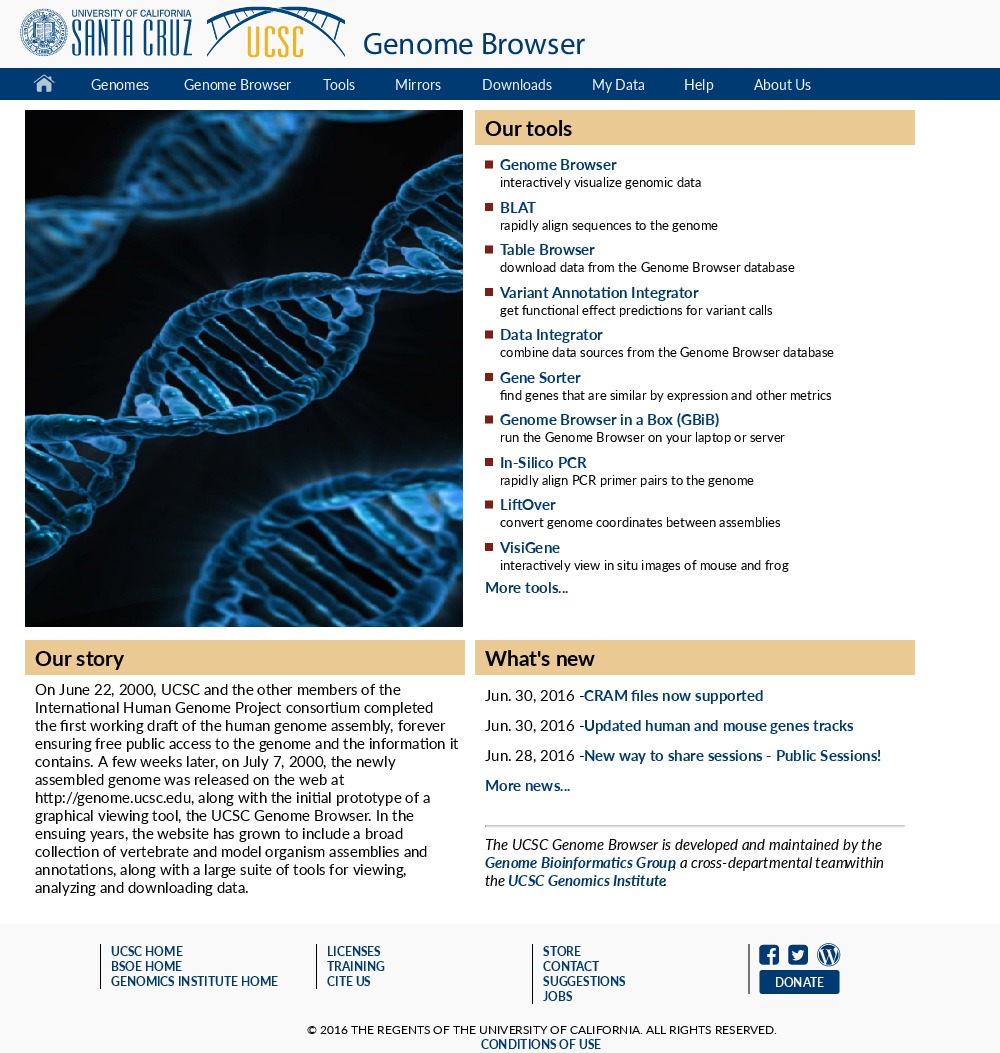 UNIVERSITY OF CALIFORNIA
SANTA CRUZ
UCSC
Genome Browser
Genomes Genome Browser Tools Mirrors Downloads My Data Help About Us
Our tools
Genome Browser
interactively visualize genomic data
BLAT
rapidly align sequences to the genome
Table Browser
download data from the Genome Browser database
Variant Annotation Integrator
get functional effect predictions for variant calls
Data Integrator
combine data sources from the Genome Browser database
Gene Sorter
find genes that are similar by expression and other metrics
Genome Browser in a Box (GBiB)
run the Genome Browser on your laptop or server
In-Silico PCR
rapidly align PCR primer pairs to the genome
LiftOver
convert genome coordinates between assemblies
VisiGene
interactively view in situ images of mouse and frog
More tools...
Our story
On June 22, 2000, UCSC and the other members of the
International Human Genome Project consortium completed
the first working draft of the human genome assembly, forever
ensuring free public access to the genome and the information it
contains. A few weeks later, on July 7, 2000, the newly
assembled genome was released on the web at
http://genome.ucsc.edu, along with the initial prototype of a
graphical viewing tool, the UCSC Genome Browser. In the
ensuing years, the website has grown to include a broad
collection of vertebrate and model organism assemblies and
annotations, along with a large suite of tools for viewing,
analyzing and downloading data.
What's new
Jun. 30, 2016 - CRAM files now supported
Jun. 30, 2016 - Updated human and mouse genes tracks
Jun. 28, 2016 - New way to share sessions - Public Sessions!
More news...
The UCSC Genome Browser is developed and maintained by the
Genome Bioinformatics Group, a cross-departmental team within
the UCSC Genomics Institute.
UCSC HOME
BSOE HOME
GENOMICS INSTITUTE HOME
LICENSES
TRAINING
CITE US
STORE
CONTACT
SUGGESTIONS
JOBS
DONATE
© 2016 THE REGENTS OF THE UNIVERSITY OF CALIFORNIA. ALL RIGHTS RESERVED.
CONDITIONS OF USE